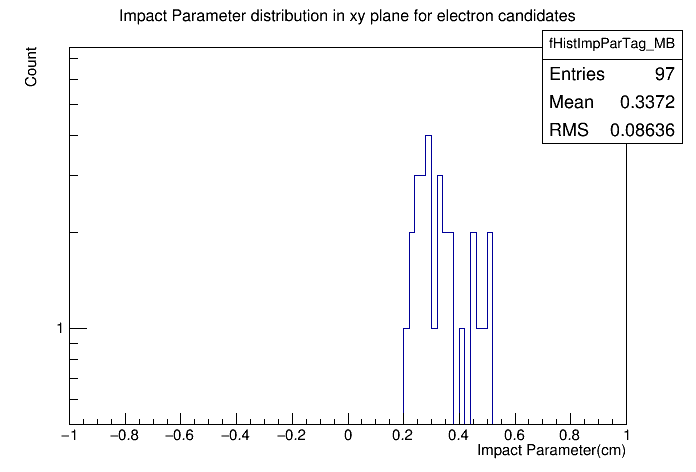 Impact Parameter distribution in xy plane for electron candidates
Count
fHistImpParTag_MB
Entries 97
Mean 0.3372
RMS 0.08636
1
−1 −0.8 −0.6 −0.4 −0.2 0 0.2 0.4 0.6 0.8 1
Impact Parameter(cm)